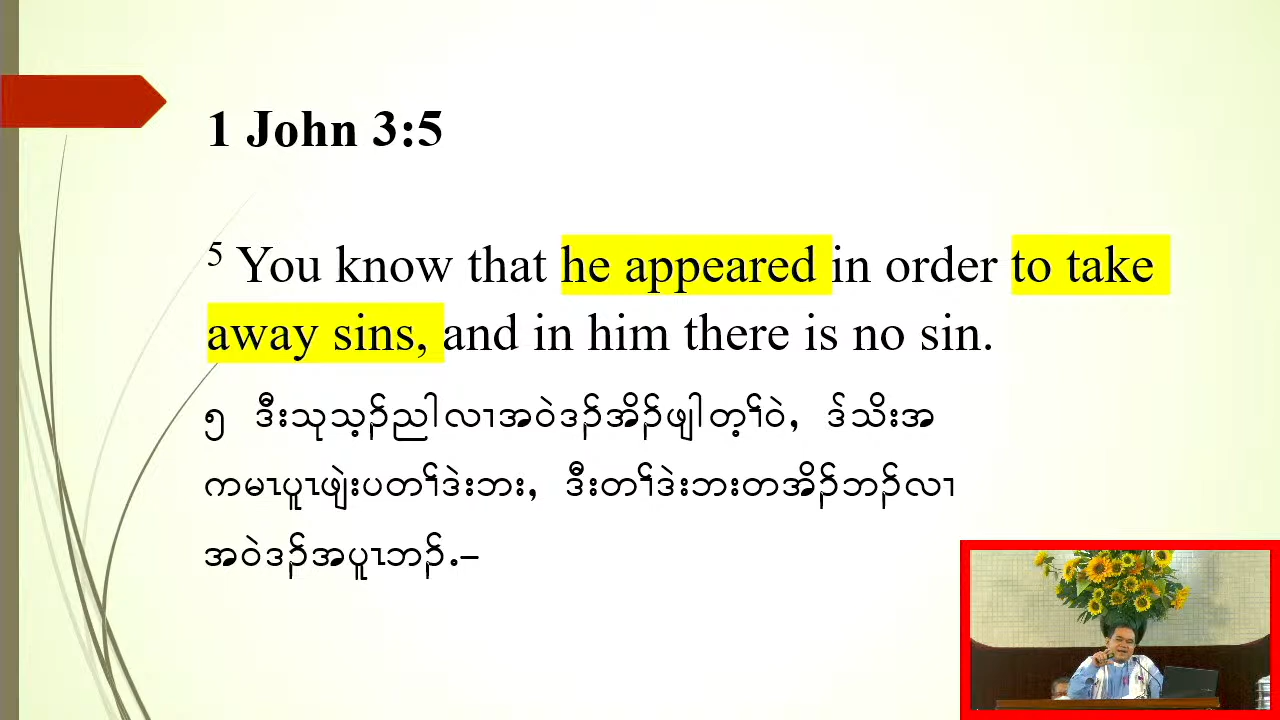 1 John 3:5
5 You know that he appeared in order to take
away sins, and in him there is no sin.
၅ ဒီးသုသ့ၣ်ညါလၢအဝဲဒၣ်အိၣ်ဖျါတ့ၢ်ဝဲ, ဒ်သိးအ
ကမၤပူၤဖျဲးပတၢ်ဒဲးဘး, ဒီးတၢ်ဒဲးဘးတအိၣ်ဘၣ်လၢ
အဝဲဒၣ်အပူၤဘၣ်.–